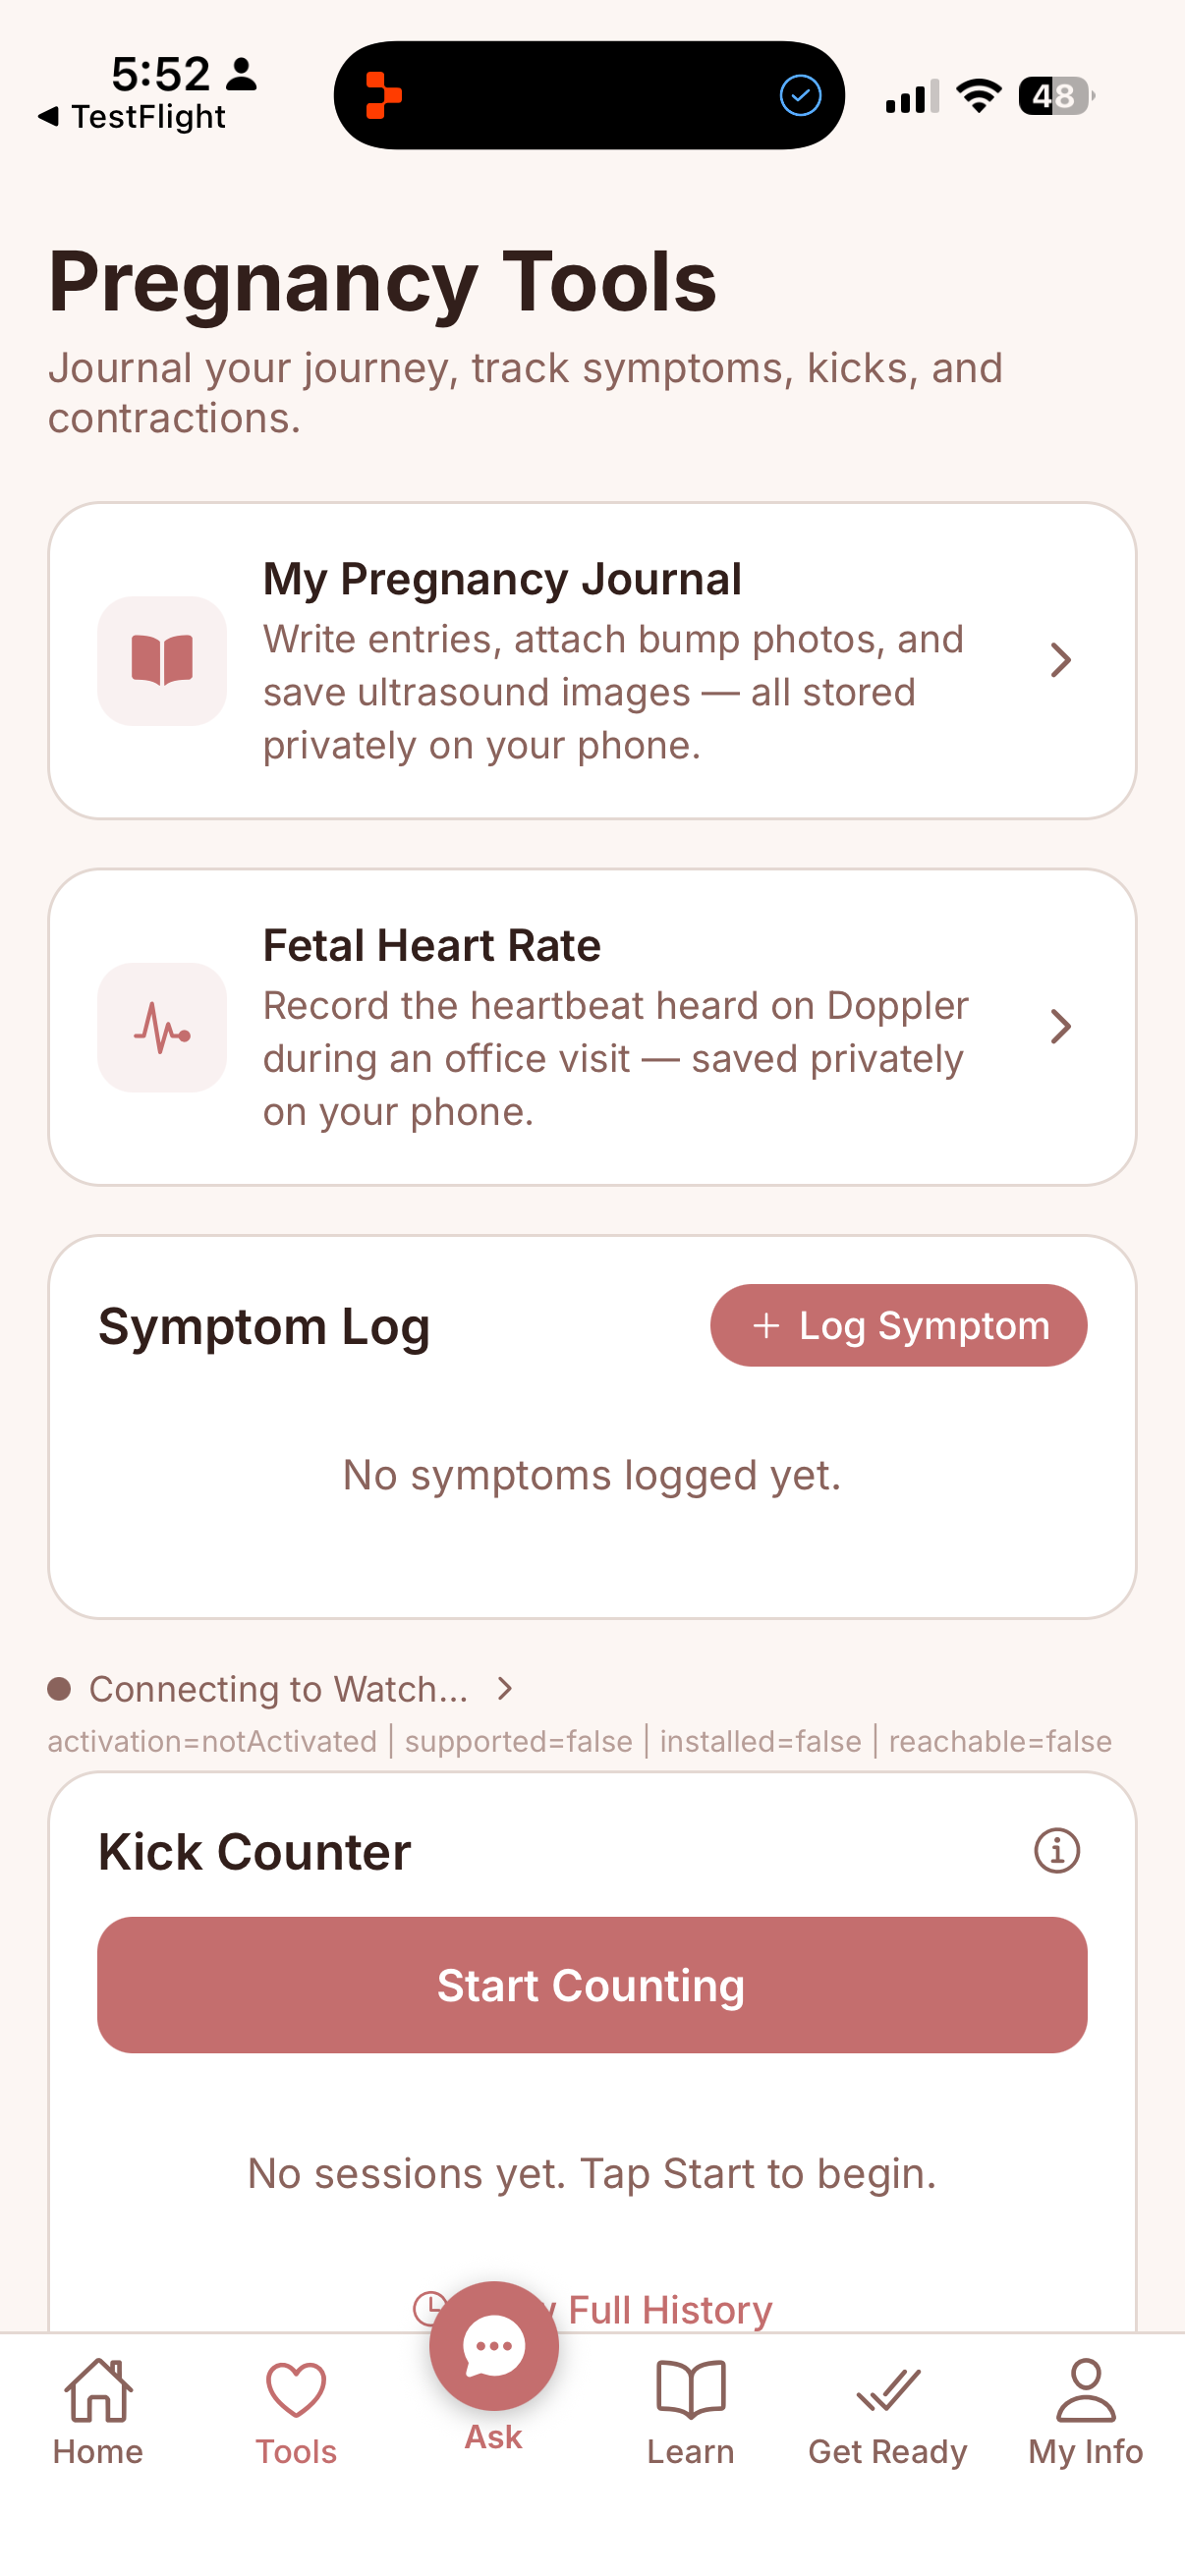 5:52
TestFlight
48
Pregnancy Tools
Journal your journey, track symptoms, kicks, and
contractions.
My Pregnancy Journal
Write entries, attach bump photos, and
save ultrasound images — all stored
privately on your phone.
Fetal Heart Rate
Record the heartbeat heard on Doppler
during an office visit — saved privately
on your phone.
Symptom Log
+ Log Symptom
No symptoms logged yet.
Connecting to Watch...
activation=notActivated | supported=false | installed=false | reachable=false
Kick Counter
Start Counting
No sessions yet. Tap Start to begin.
Full History
Home
Tools
Ask
Learn
Get Ready
My Info